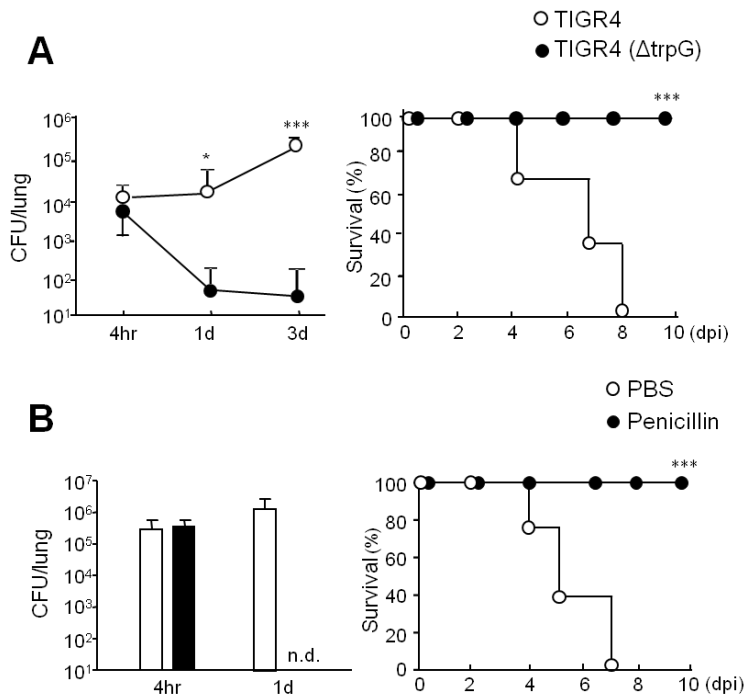 A
○ TIGR4
● TIGR4 (ΔtrpG)
CFU/lung
10⁶
10⁵
10⁴
10³
10²
10¹
*
***
4hr 1d 3d
Survival (%)
100
80
60
40
20
0
***
0 2 4 6 8 10 (dpi)
B
○ PBS
● Penicillin
CFU/lung
10⁷
10⁶
10⁵
10⁴
10³
10²
10¹
n.d.
4hr 1d
Survival (%)
100
80
60
40
20
0
***
0 2 4 6 8 10 (dpi)